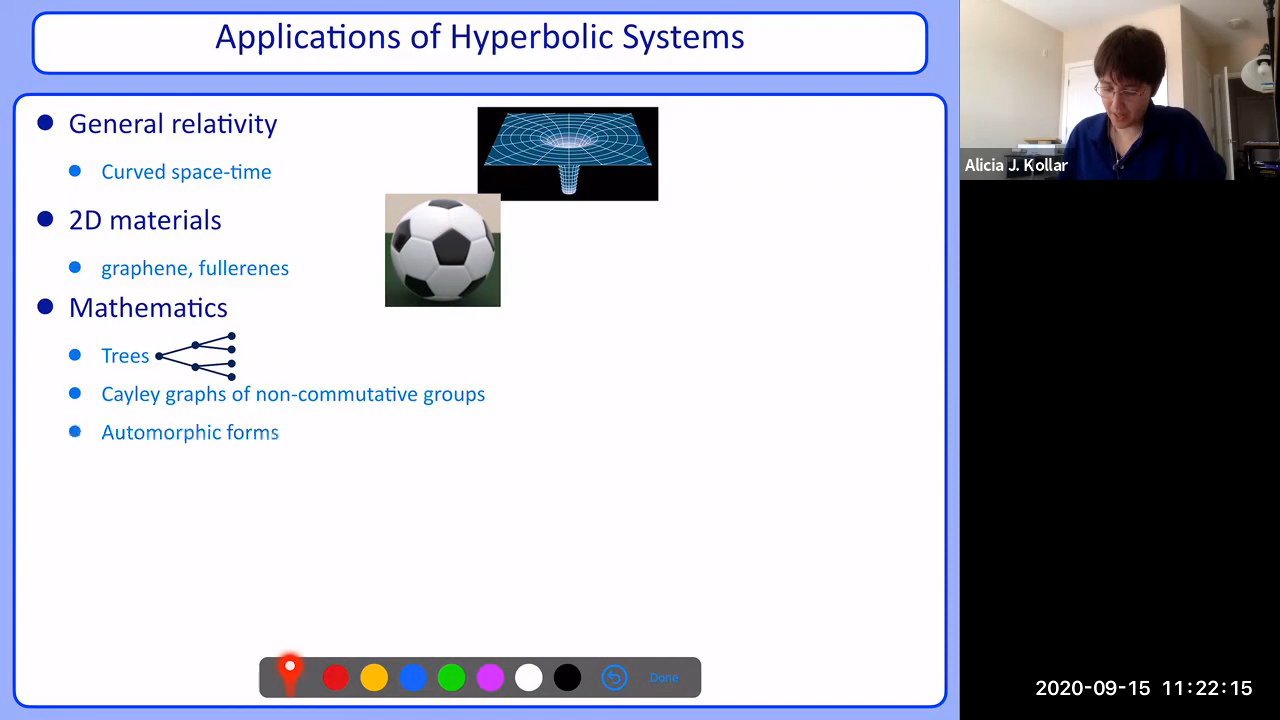 Applications of Hyperbolic Systems
General relativity
Curved space-time
2D materials
graphene, fullerenes
Mathematics
Trees
Cayley graphs of non-commutative groups
Automorphic forms
Done
Alicia J. Kollar
2020-09-15 11:22:15